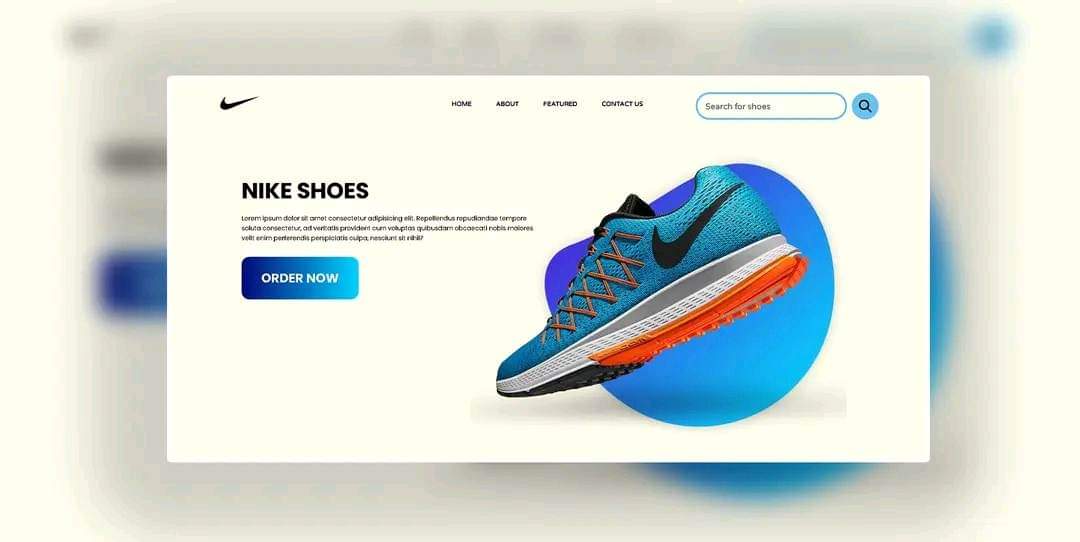 HOME ABOUT FEATURED CONTACT US Search for shoes
NIKE SHOES
Lorem ipsum dolor sit amet consectetur adipisicing elit. Repellendus repudiandae tempore
soluta consectetur, ad veritatis provident cum voluptas quibusdam obcaecati nobis maiores
velit enim perferendis perspiciatis culpa, nesciunt sit nihil?
ORDER NOW